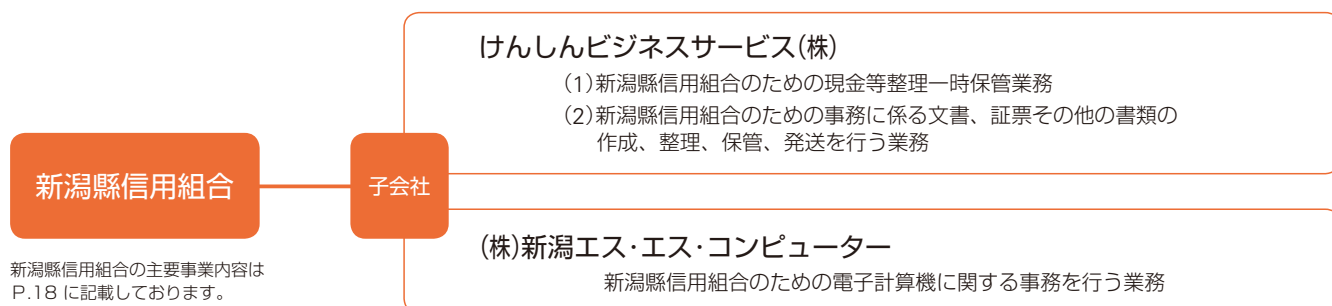 けんしんビジネスサービス(株)
(1)新潟縣信用組合のための現金等整理一時保管業務
(2)新潟縣信用組合のための事務に係る文書、証票その他の書類の
作成、整理、保管、発送を行う業務
新潟縣信用組合
子会社
新潟縣信用組合の主要事業内容は
P.18 に記載しております。
(株)新潟エス・エス・コンピューター
新潟縣信用組合のための電子計算機に関する事務を行う業務